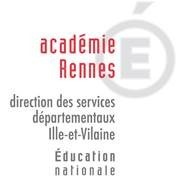 académie
Rennes
É
direction des services
départementaux
Ille-et-Vilaine
Éducation
nationale